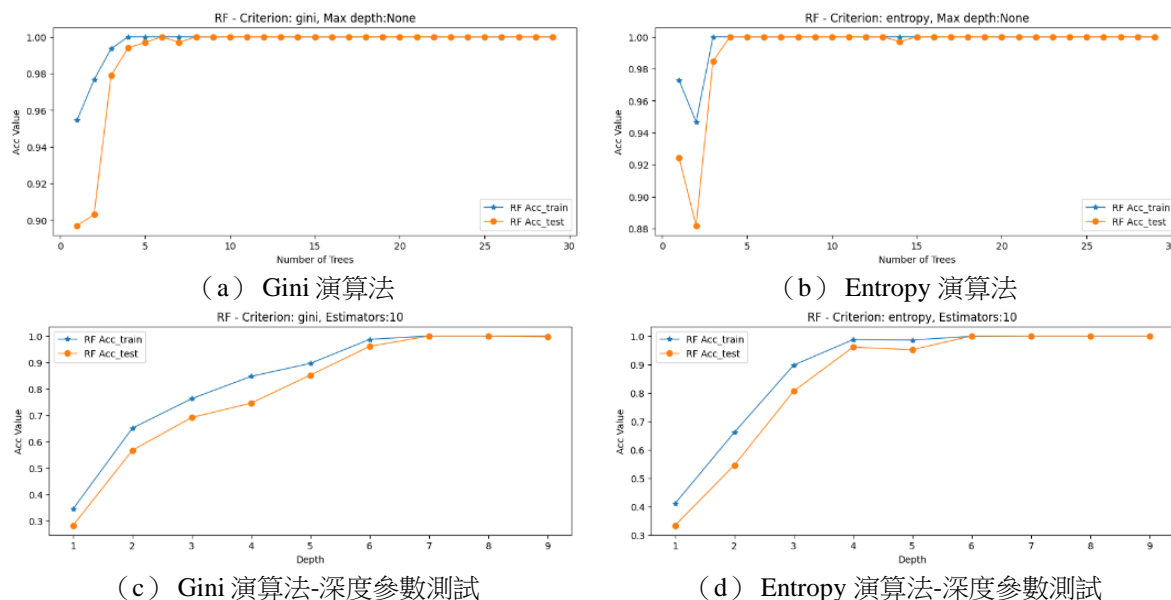 RF - Criterion: gini, Max depth:None
1.00
0.98
0.96
0.94
0.92
0.90
Acc Value
RF Acc_train
RF Acc_test
0 5 10 15 20 25 30
Number of Trees
（a） Gini 演算法
RF - Criterion: entropy, Max depth:None
1.00
0.98
0.96
0.94
0.92
0.90
0.88
Acc Value
RF Acc_train
RF Acc_test
0 5 10 15 20 25
Number of Trees
（b） Entropy 演算法
RF - Criterion: gini, Estimators:10
RF Acc_train
RF Acc_test
1.0
0.9
0.8
0.7
0.6
0.5
0.4
0.3
Acc Value
1 2 3 4 5 6 7 8 9
Depth
（c） Gini 演算法-深度參數測試
RF - Criterion: entropy, Estimators:10
RF Acc_train
RF Acc_test
1.0
0.9
0.8
0.7
0.6
0.5
0.4
0.3
Acc Value
1 2 3 4 5 6 7 8 9
Depth
（d） Entropy 演算法-深度參數測試